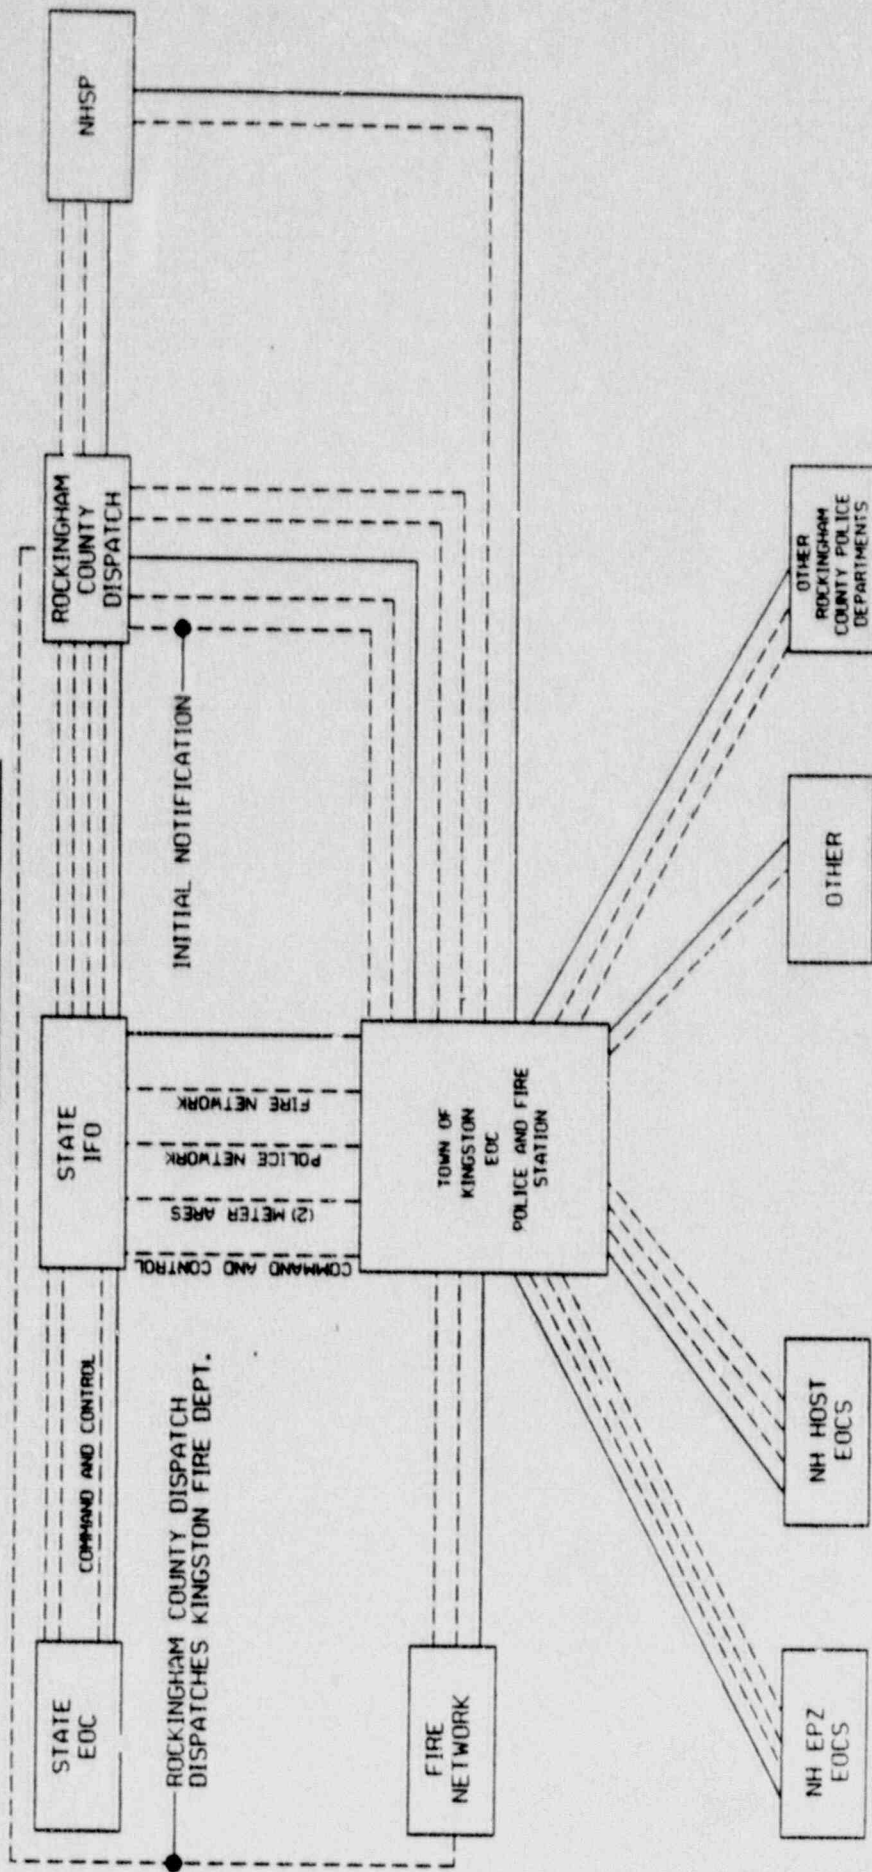 STATE
EOC
COMMAND AND CONTROL
STATE
IFO
ROCKINGHAM
COUNTY
DISPATCH
NHSP
ROCKINGHAM COUNTY DISPATCH
DISPATCHES KINGSTON FIRE DEPT.
COMMAND AND CONTROL
(2) METER ARES
POLICE NETWORK
FIRE NETWORK
INITIAL NOTIFICATION
FIRE
NETWORK
TOWN OF
KINGSTON
EOC
POLICE AND FIRE
STATION
NH EPZ
EOCS
NH HOST
EOCS
OTHER
OTHER
ROCKINGHAM
COUNTY POLICE
DEPARTMENTS